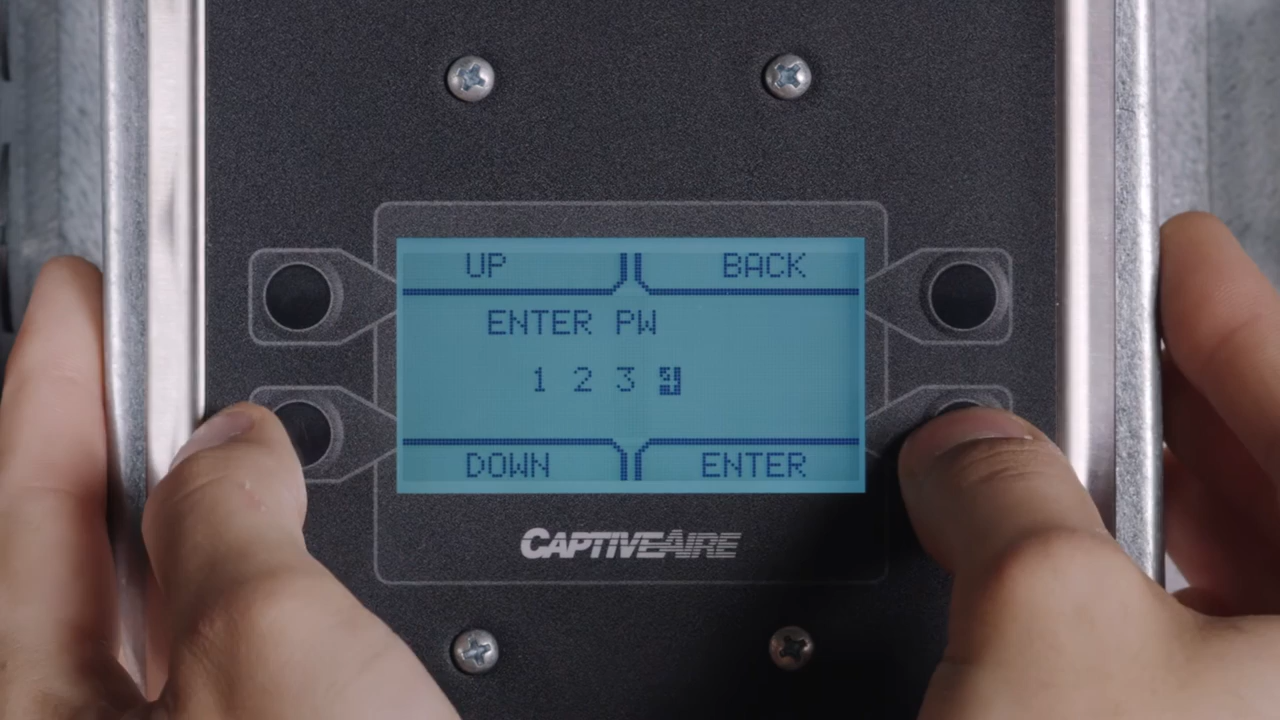 UP BACK
ENTER PW
1 2 3 4
DOWN ENTER
CAPTIVEAIRE